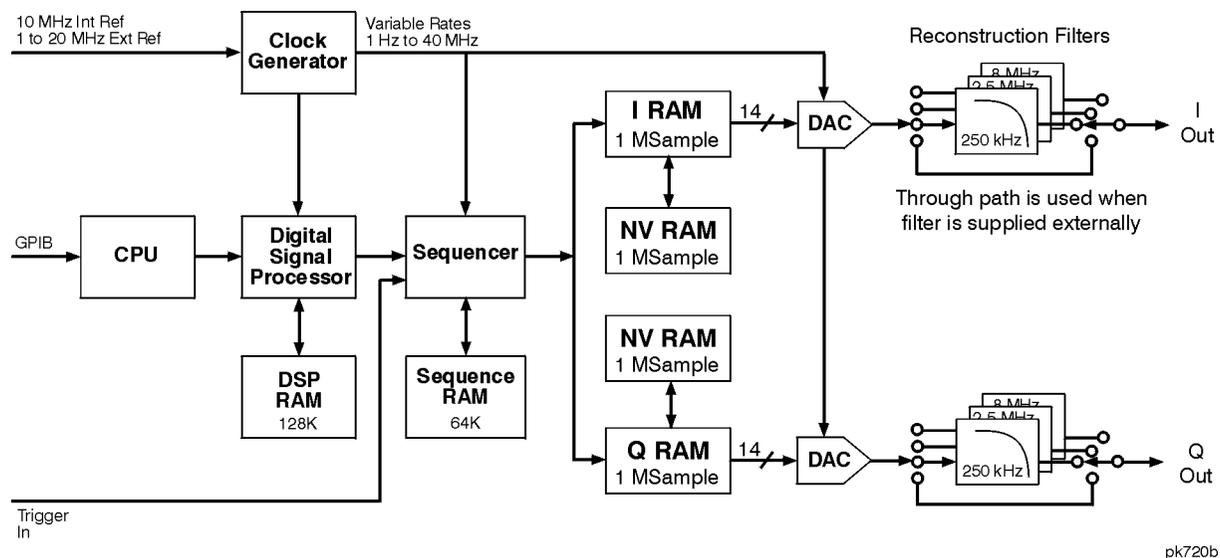 10 MHz Int Ref
1 to 20 MHz Ext Ref
Clock
Generator
Variable Rates
1 Hz to 40 MHz
Reconstruction Filters
8 MHz
2.5 MHz
250 kHz
I
Out
I RAM
1 MSample
14
DAC
Through path is used when
filter is supplied externally
NV RAM
1 MSample
GPIB
CPU
Digital
Signal
Processor
Sequencer
NV RAM
1 MSample
DSP
RAM
128K
Sequence
RAM
64K
Q RAM
1 MSample
14
DAC
8 MHz
2.5 MHz
250 kHz
Q
Out
Trigger
In
pk720b